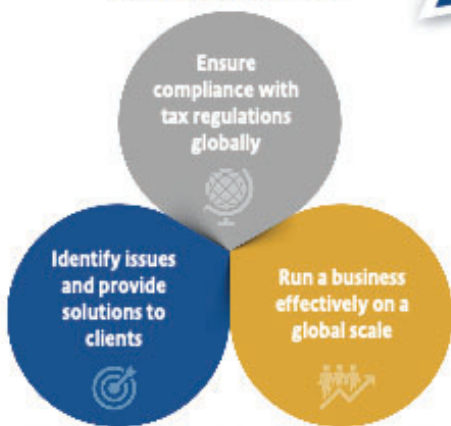 Ensure
compliance with
tax regulations
globally
Identify issues
and provide
solutions to
clients
Run a business
effectively on a
global scale